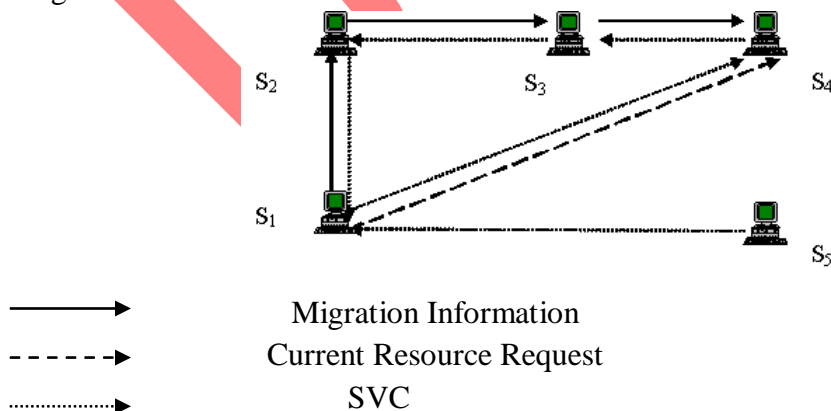 S2
S3
S4
S1
S5
Migration Information
Current Resource Request
SVC